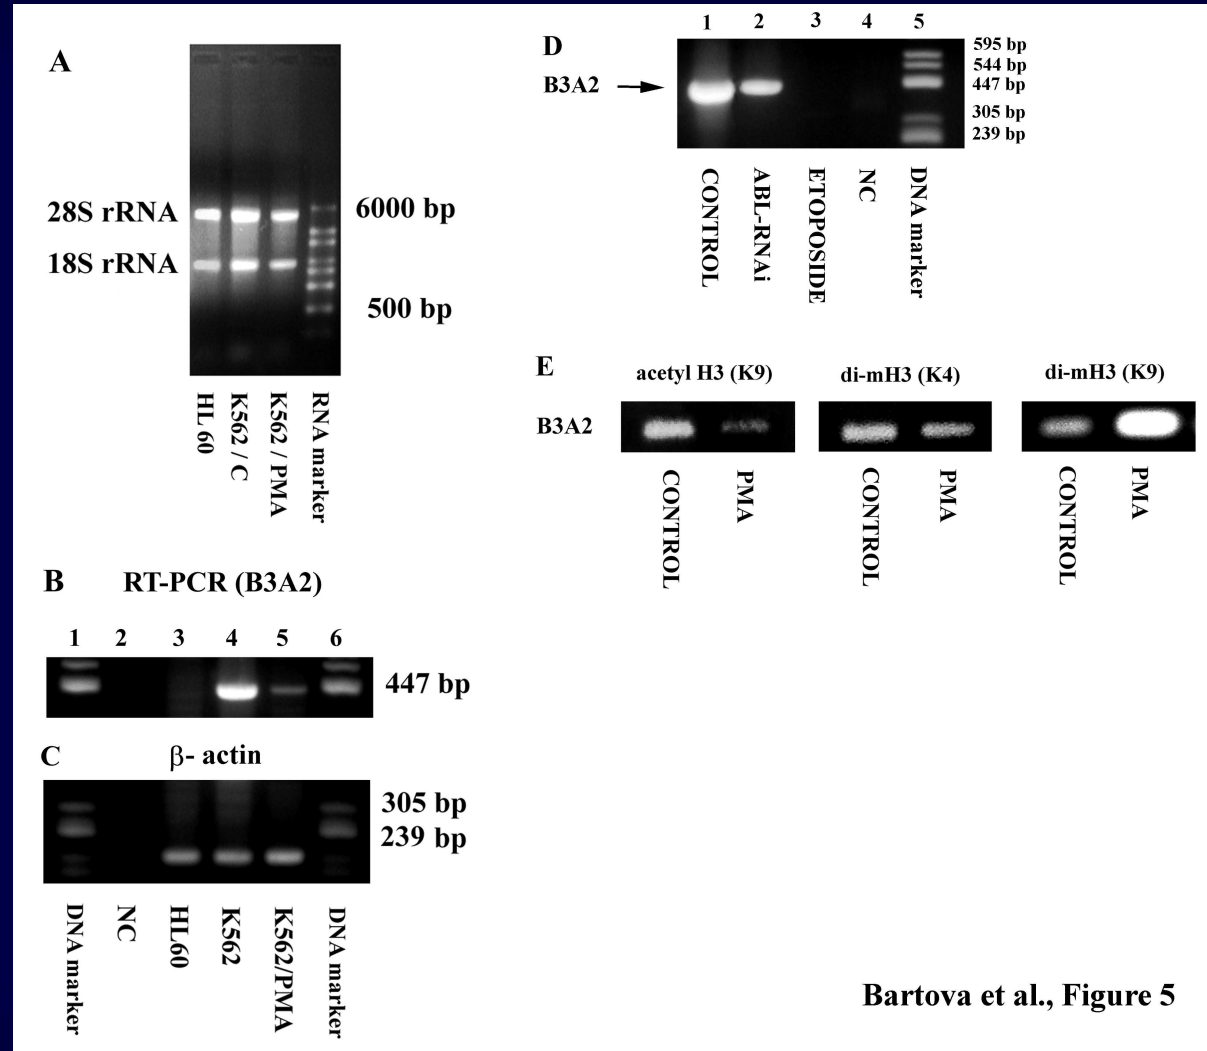 A
28S rRNA
18S rRNA
6000 bp
500 bp
HL 60
K562 / C
K562 / PMA
RNA marker
B
RT-PCR (B3A2)
1 2 3 4 5 6
447 bp
C
β- actin
305 bp
239 bp
DNA marker
NC
HL60
K562
K562/PMA
DNA marker
D
1 2 3 4 5
B3A2
595 bp
544 bp
447 bp
305 bp
239 bp
CONTROL
ABL-RNAi
ETOPOSIDE
NC
DNA marker
E
acetyl H3 (K9)
di-mH3 (K4)
di-mH3 (K9)
B3A2
CONTROL
PMA
CONTROL
PMA
CONTROL
PMA
Bartova et al., Figure 5